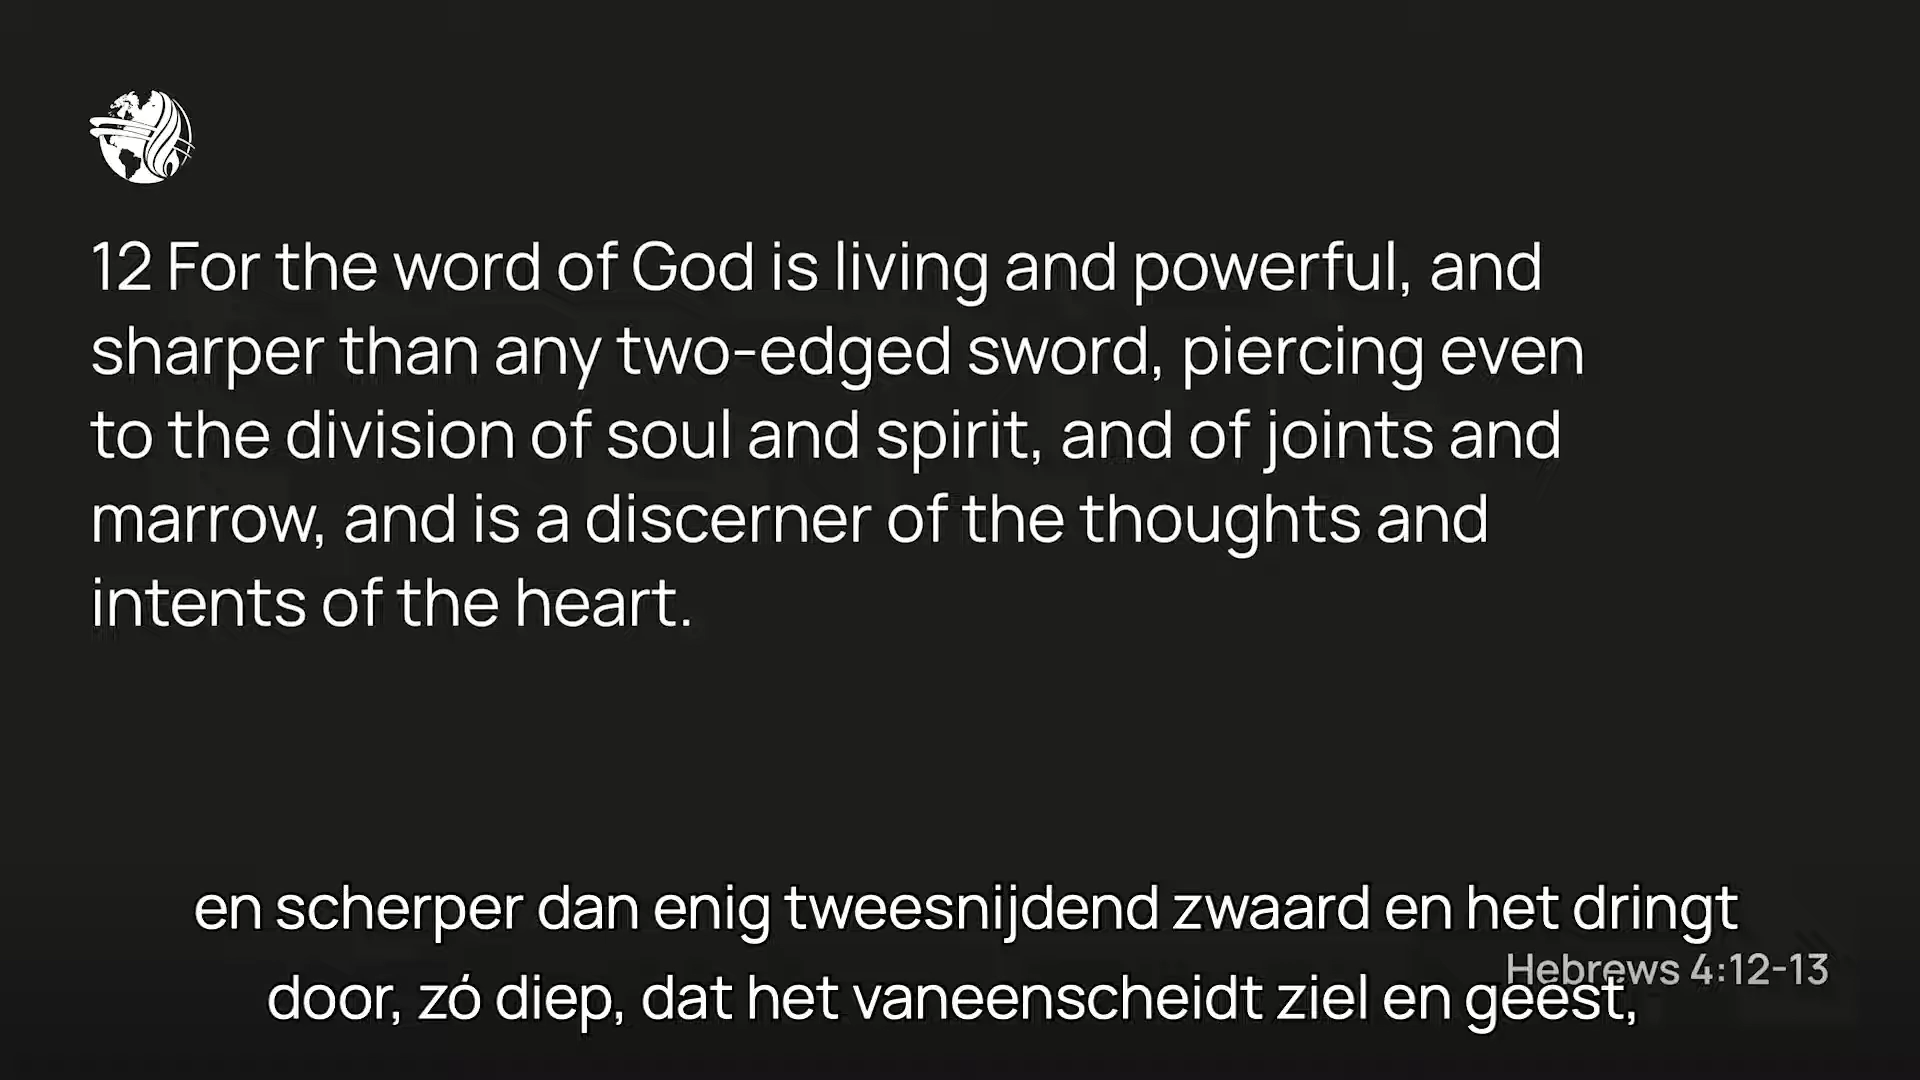 12 For the word of God is living and powerful, and
sharper than any two-edged sword, piercing even
to the division of soul and spirit, and of joints and
marrow, and is a discerner of the thoughts and
intents of the heart.
en scherper dan enig tweesnijdend zwaard en het dringt
Hebrews 4:12-13
door, zó diep, dat het vaneenscheidt ziel en geest,